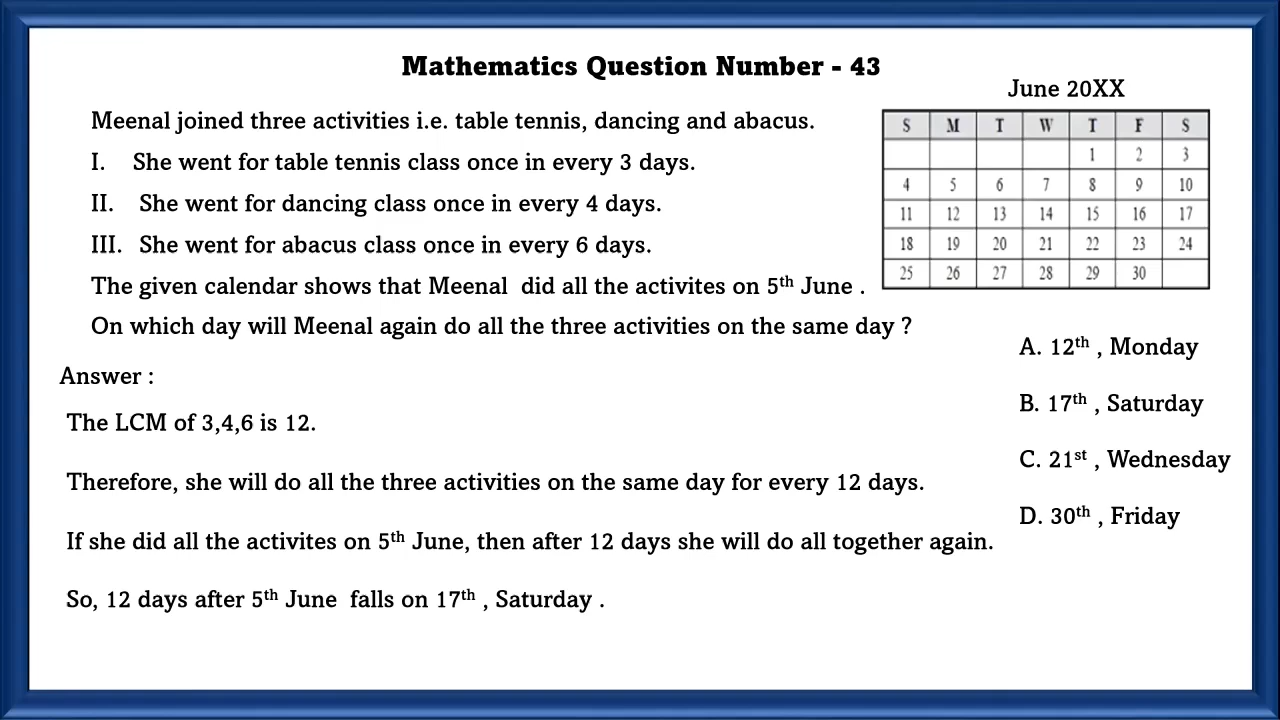 Mathematics Question Number - 43
June 20XX
Meenal joined three activities i.e. table tennis, dancing and abacus.
I. She went for table tennis class once in every 3 days.
II. She went for dancing class once in every 4 days.
III. She went for abacus class once in every 6 days.
The given calendar shows that Meenal did all the activites on 5th June .
On which day will Meenal again do all the three activities on the same day ?
S M T W T F S
1 2 3
4 5 6 7 8 9 10
11 12 13 14 15 16 17
18 19 20 21 22 23 24
25 26 27 28 29 30
A. 12th , Monday
B. 17th , Saturday
C. 21st , Wednesday
D. 30th , Friday
Answer :
The LCM of 3,4,6 is 12.
Therefore, she will do all the three activities on the same day for every 12 days.
If she did all the activites on 5th June, then after 12 days she will do all together again.
So, 12 days after 5th June falls on 17th , Saturday .